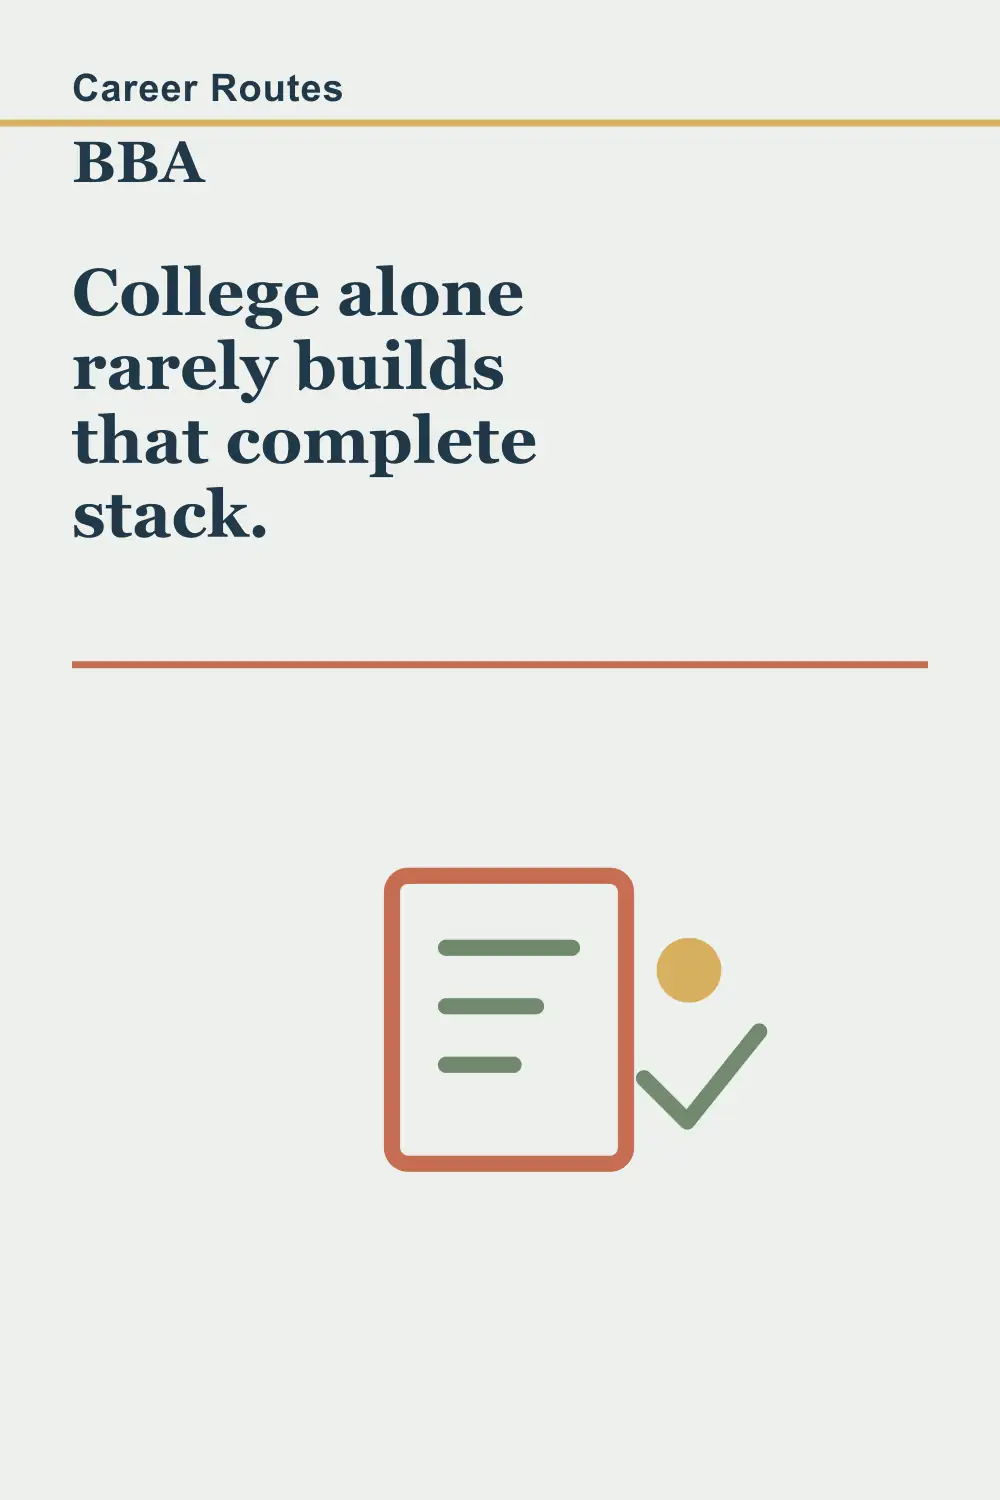 Career Routes
BBA
College alone
rarely builds
that complete
stack.